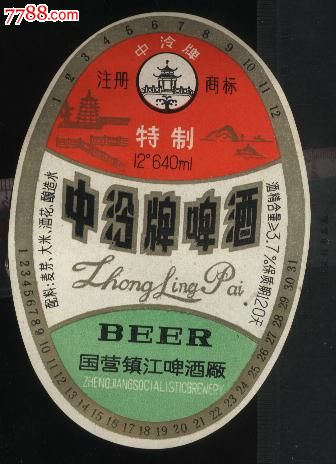 7788.com
中泠牌
注册 商标
特制
12° 640ml
中泠牌啤酒
Zhong Ling Pai
配料:麦芽、大米、酒花、酿造水
酒精含量≥3.7% 保质期120天
BEER
国营镇江啤酒厰
ZHENGJIANGSOCIALISTICBREWERY
1 2 3 4 5 6 7 8 9 10 11 12
1 2 3 4 5 6 7 8 9 10 11 12 13 14 15 16 17 18 19 20 21 22 23 24 25 26 27 28 29 30 31